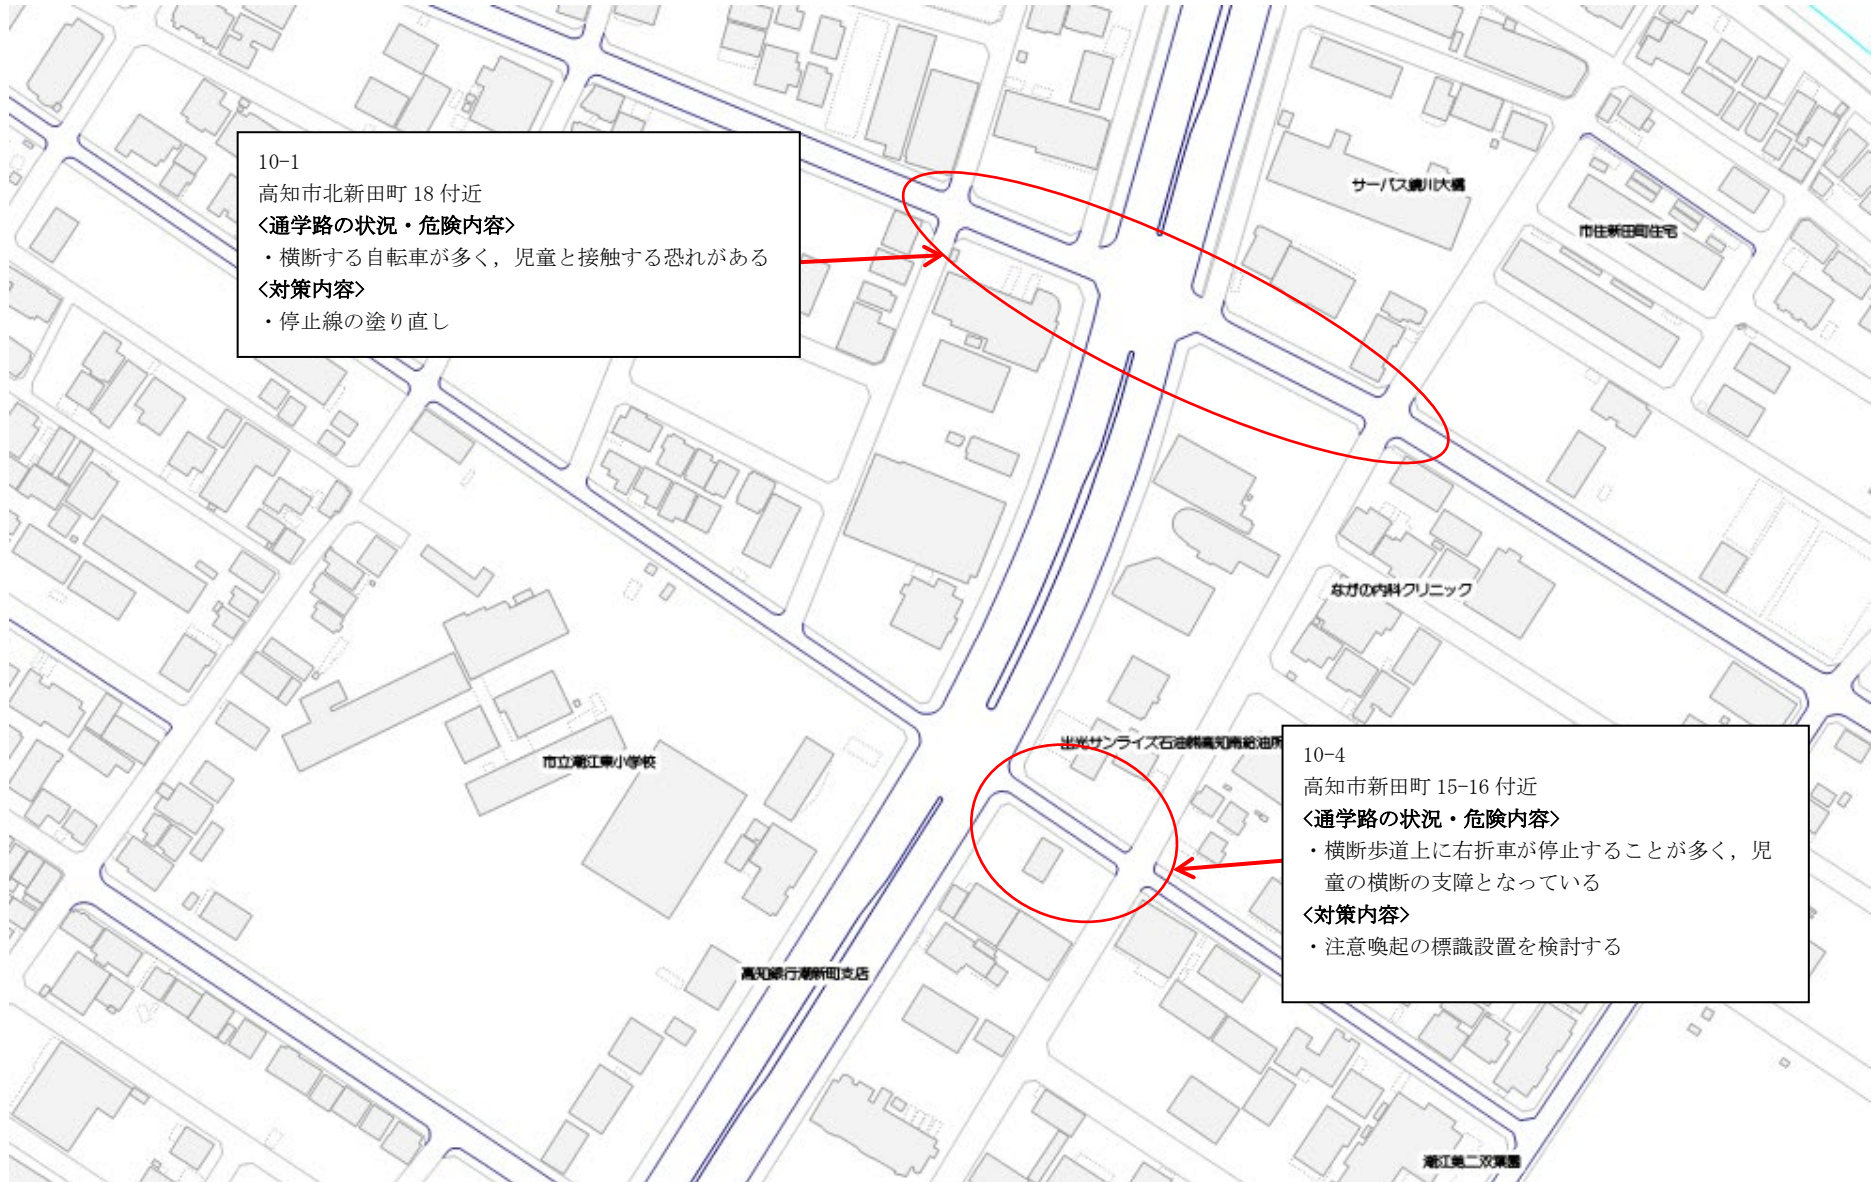 10-1
高知市北新田町 18 付近
<通学路の状況・危険内容>
・横断する自転車が多く，児童と接触する恐れがある
<対策内容>
・停止線の塗り直し
サーパス鏡川大橋
市住新田町住宅
ながの内科クリニック
出光サンライズ石油㈱高知南給油所
市立潮江東小学校
10-4
高知市新田町 15-16 付近
<通学路の状況・危険内容>
・横断歩道上に右折車が停止することが多く，児
童の横断の支障となっている
<対策内容>
・注意喚起の標識設置を検討する
高知銀行潮新町支店
潮江第二双葉園